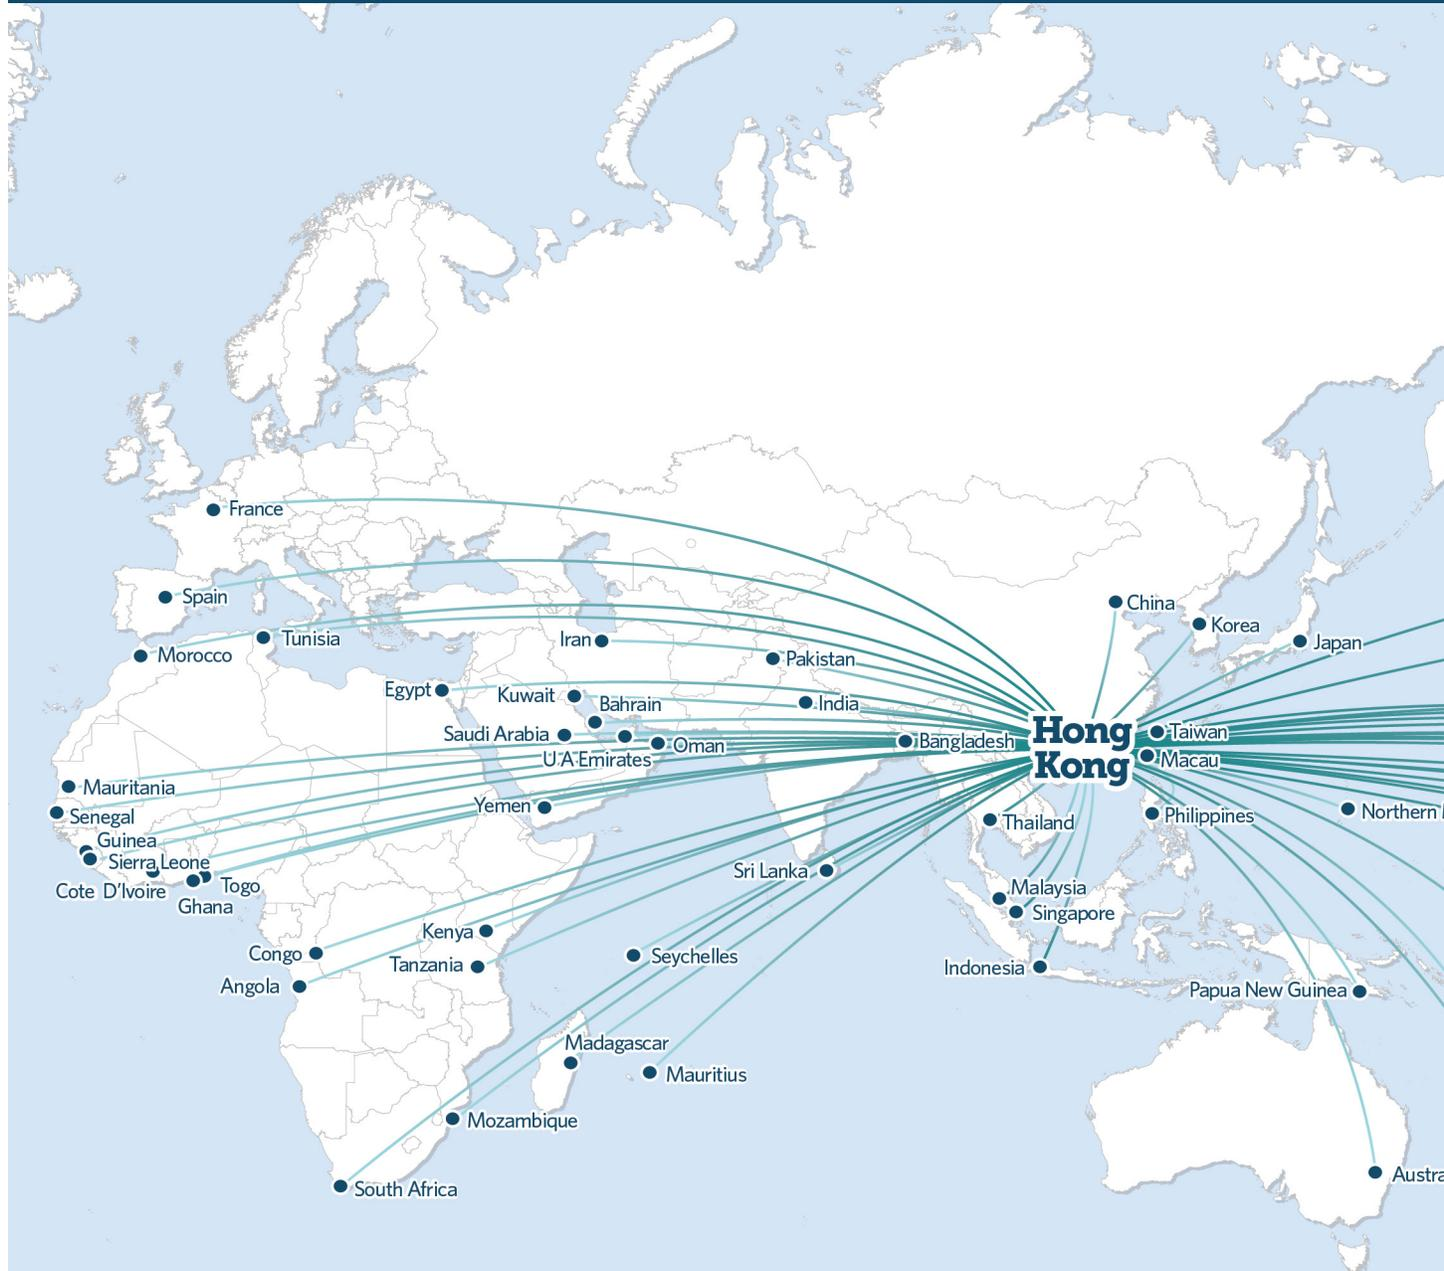 France
Spain
Tunisia
Morocco
Iran
Pakistan
China
Korea
Japan
Egypt
Kuwait
Bahrain
India
Saudi Arabia
U A Emirates
Oman
Bangladesh
Hong
Kong
Taiwan
Macau
Mauritania
Senegal
Yemen
Thailand
Philippines
Northern
Guinea
Sierra Leone
Cote D'Ivoire
Togo
Ghana
Sri Lanka
Malaysia
Singapore
Kenya
Congo
Tanzania
Seychelles
Indonesia
Angola
Papua New Guinea
Madagascar
Mauritius
Mozambique
South Africa
Austra